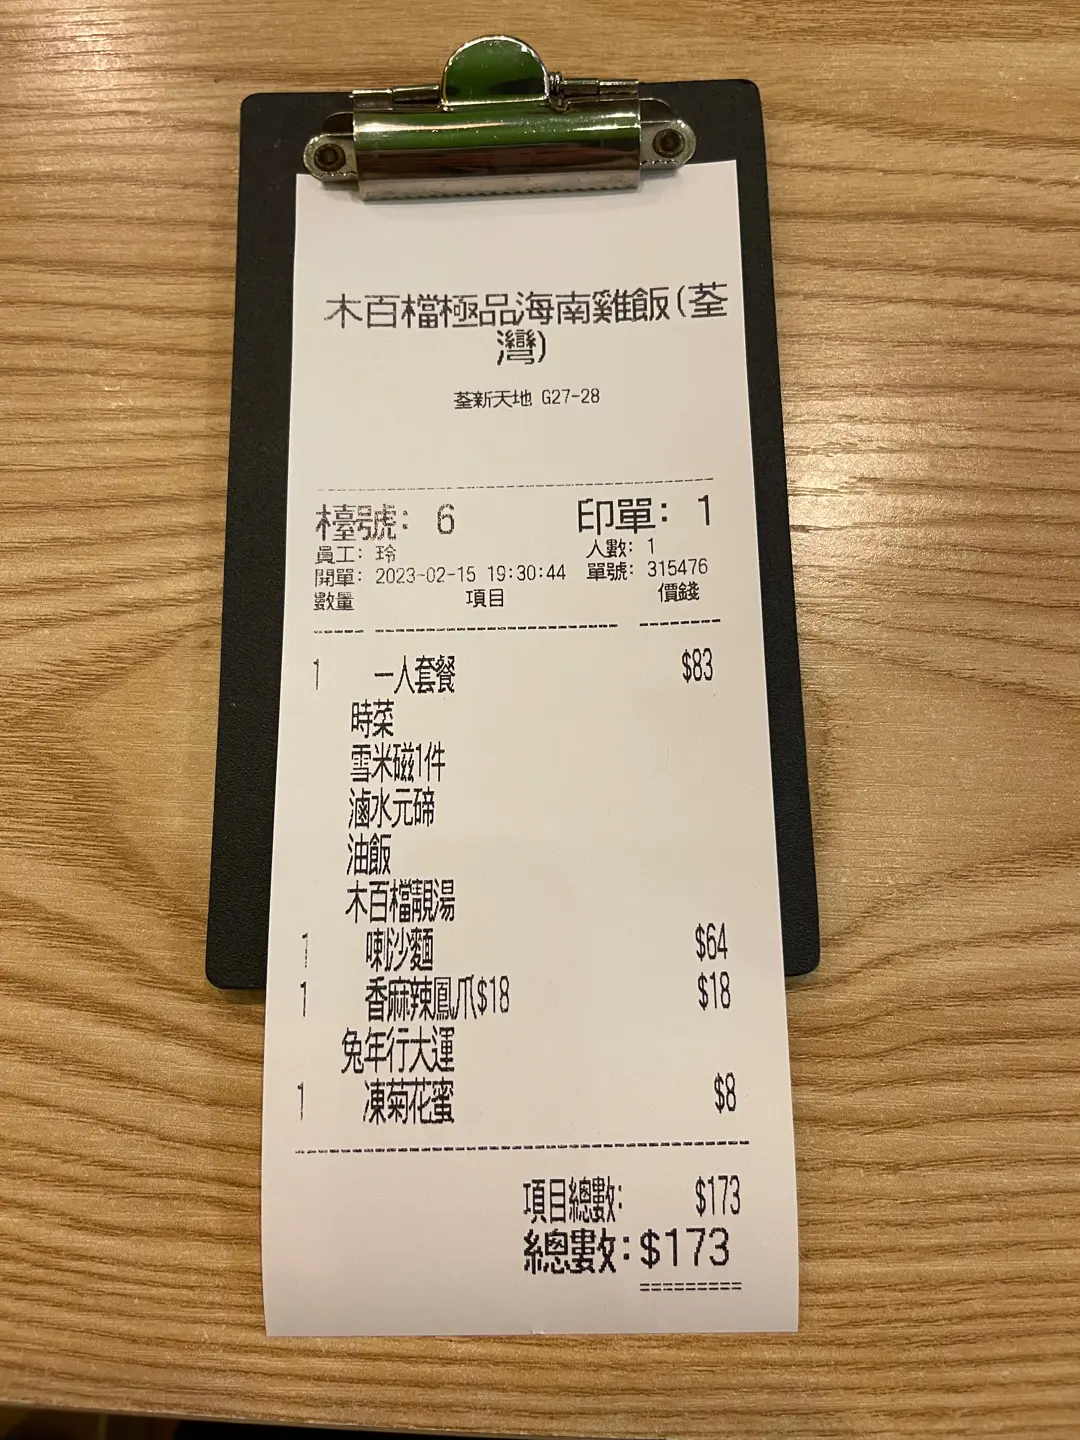 木百檔極品海南雞飯(荃
灣)
荃新天地 G27-28
檯號: 6 印單: 1
員工: 玲 人數: 1
開單: 2023-02-15 19:30:44 單號: 315476
數量 項目 價錢
1 一人套餐 $83
時菜
雪米磁1件
滷水元蹄
油飯
木百檔靚湯
1 喇沙麵 $64
1 香麻辣鳳爪$18 $18
兔年行大運
1 凍菊花蜜 $8
項目總數: $173
總數: $173